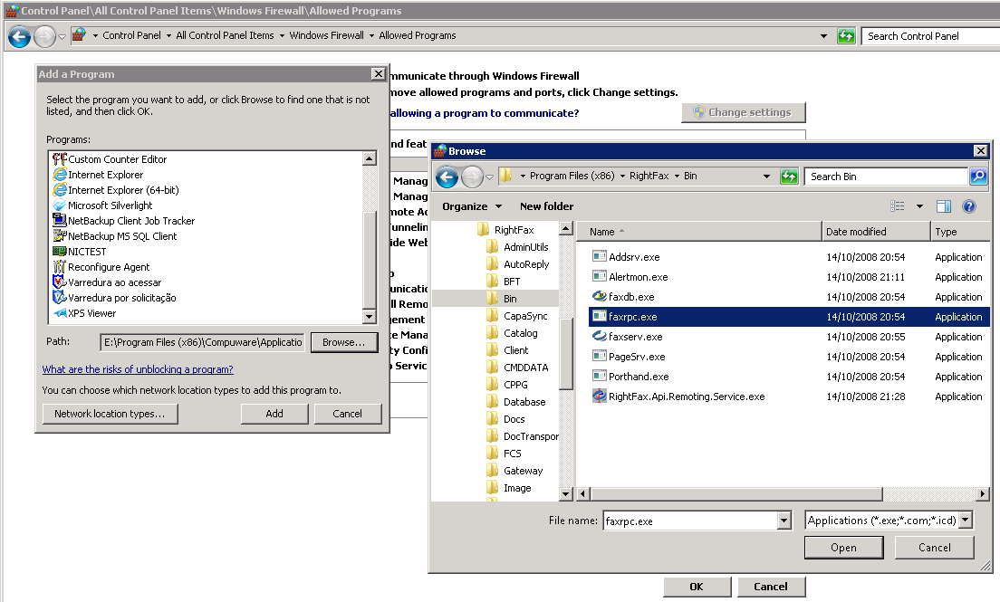 Control Panel\All Control Panel Items\Windows Firewall\Allowed Programs
Control Panel All Control Panel Items Windows Firewall Allowed Programs
Search Control Panel
mmunicate through Windows Firewall
move allowed programs and ports, click Change settings.
allowing a program to communicate?
Change settings
nd feat
Manag
Manag
mote Ad
Tunnelin
ide Web
o
unication
ll Remo
gement
te Mana
ty Confi
Servic
OK
Cancel
Add a Program
Select the program you want to add, or click Browse to find one that is not
listed, and then click OK.
Programs:
Custom Counter Editor
Internet Explorer
Internet Explorer (64-bit)
Microsoft Silverlight
NetBackup Client Job Tracker
NetBackup MS SQL Client
NICTEST
Reconfigure Agent
Varredura ao acessar
Varredura por solicitação
XPS Viewer
Path:
E:\Program Files (x86)\Compuware\Applicatio
Browse...
What are the risks of unblocking a program?
You can choose which network location types to add this program to.
Network location types...
Add
Cancel
Browse
Program Files (x86) RightFax Bin
Search Bin
Organize
New folder
RightFax
AdminUtils
AutoReply
BFT
Bin
CapaSync
Catalog
Client
CMDDATA
CPPG
Database
Docs
DocTranspor
FCS
Gateway
Image
Name Date modified Type
Addsrv.exe 14/10/2008 20:54 Application
Alertmon.exe 14/10/2008 21:11 Application
faxdb.exe 14/10/2008 20:54 Application
faxrpc.exe 14/10/2008 20:54 Application
faxserv.exe 14/10/2008 20:55 Application
PageSrv.exe 14/10/2008 20:54 Application
Porthand.exe 14/10/2008 20:54 Application
RightFax.Api.Remoting.Service.exe 14/10/2008 21:28 Application
File name:
faxrpc.exe
Applications (*.exe;*.com;*.icd)
Open
Cancel